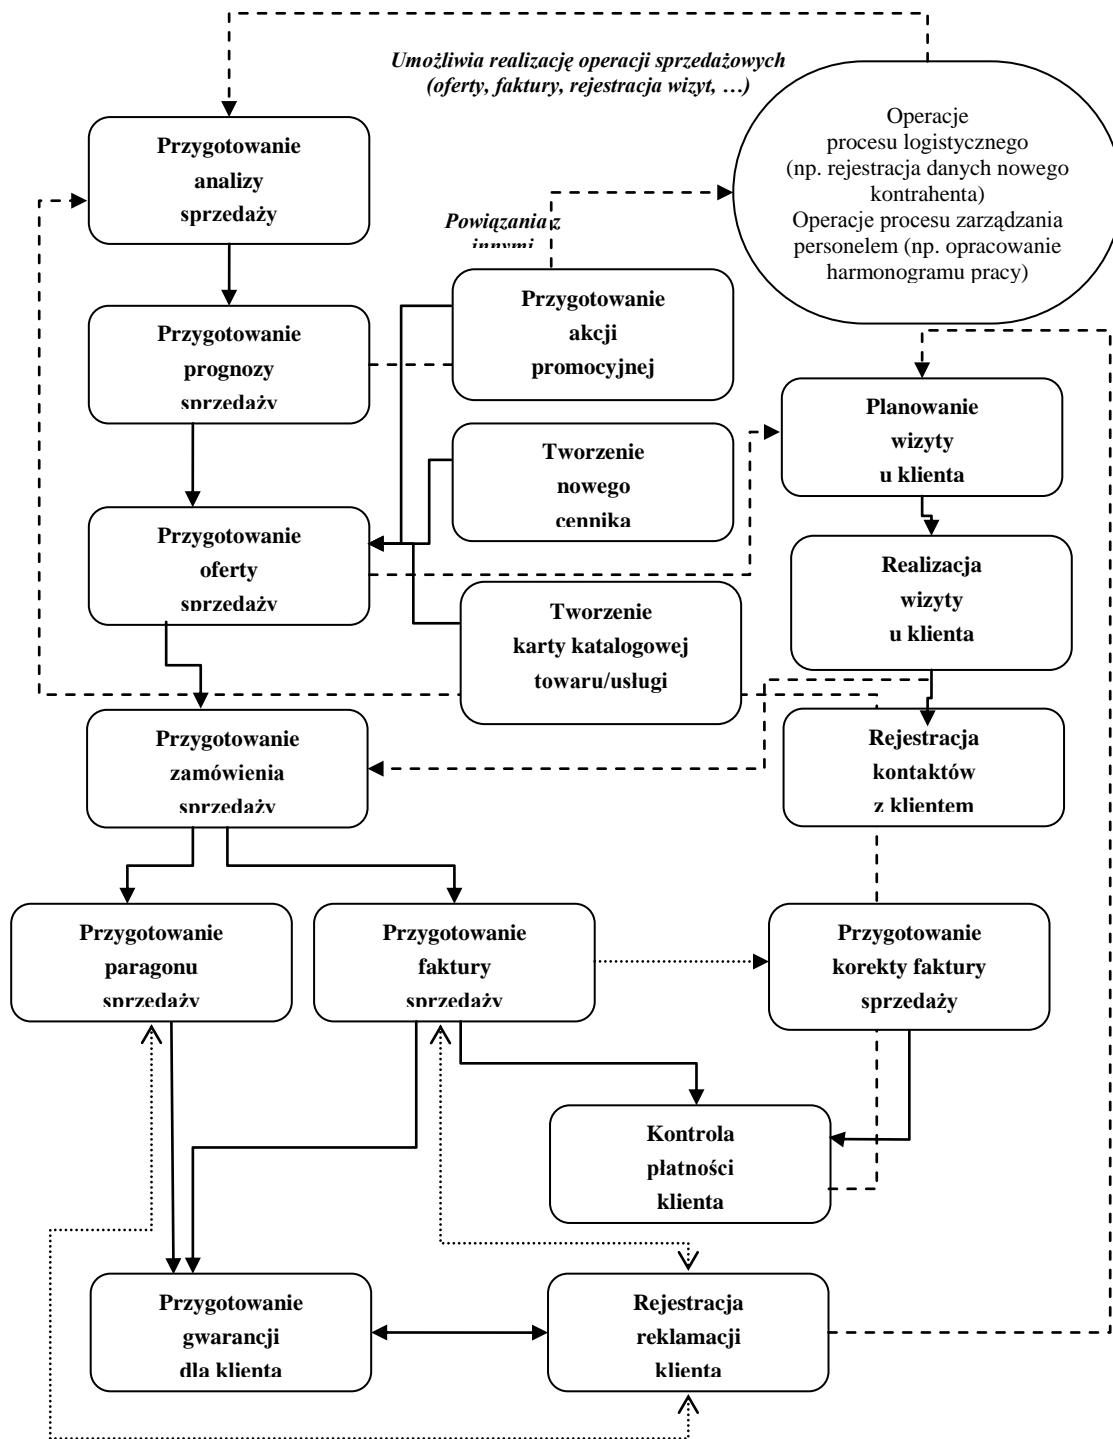 Umożliwia realizację operacji sprzedażowych
(oferty, faktury, rejestracja wizyt, …)
Operacje
procesu logistycznego
(np. rejestracja danych nowego
kontrahenta)
Operacje procesu zarządzania
personelem (np. opracowanie
harmonogramu pracy)
Przygotowanie
analizy
sprzedaży
Powiązania z
innymi
Przygotowanie
prognozy
sprzedaży
Przygotowanie
akcji
promocyjnej
Planowanie
wizyty
u klienta
Tworzenie
nowego
cennika
Przygotowanie
oferty
sprzedaży
Realizacja
wizyty
u klienta
Tworzenie
karty katalogowej
towaru/usługi
Przygotowanie
zamówienia
sprzedaży
Rejestracja
kontaktów
z klientem
Przygotowanie
paragonu
sprzedaży
Przygotowanie
faktury
sprzedaży
Przygotowanie
korekty faktury
sprzedaży
Kontrola
płatności
klienta
Przygotowanie
gwarancji
dla klienta
Rejestracja
reklamacji
klienta